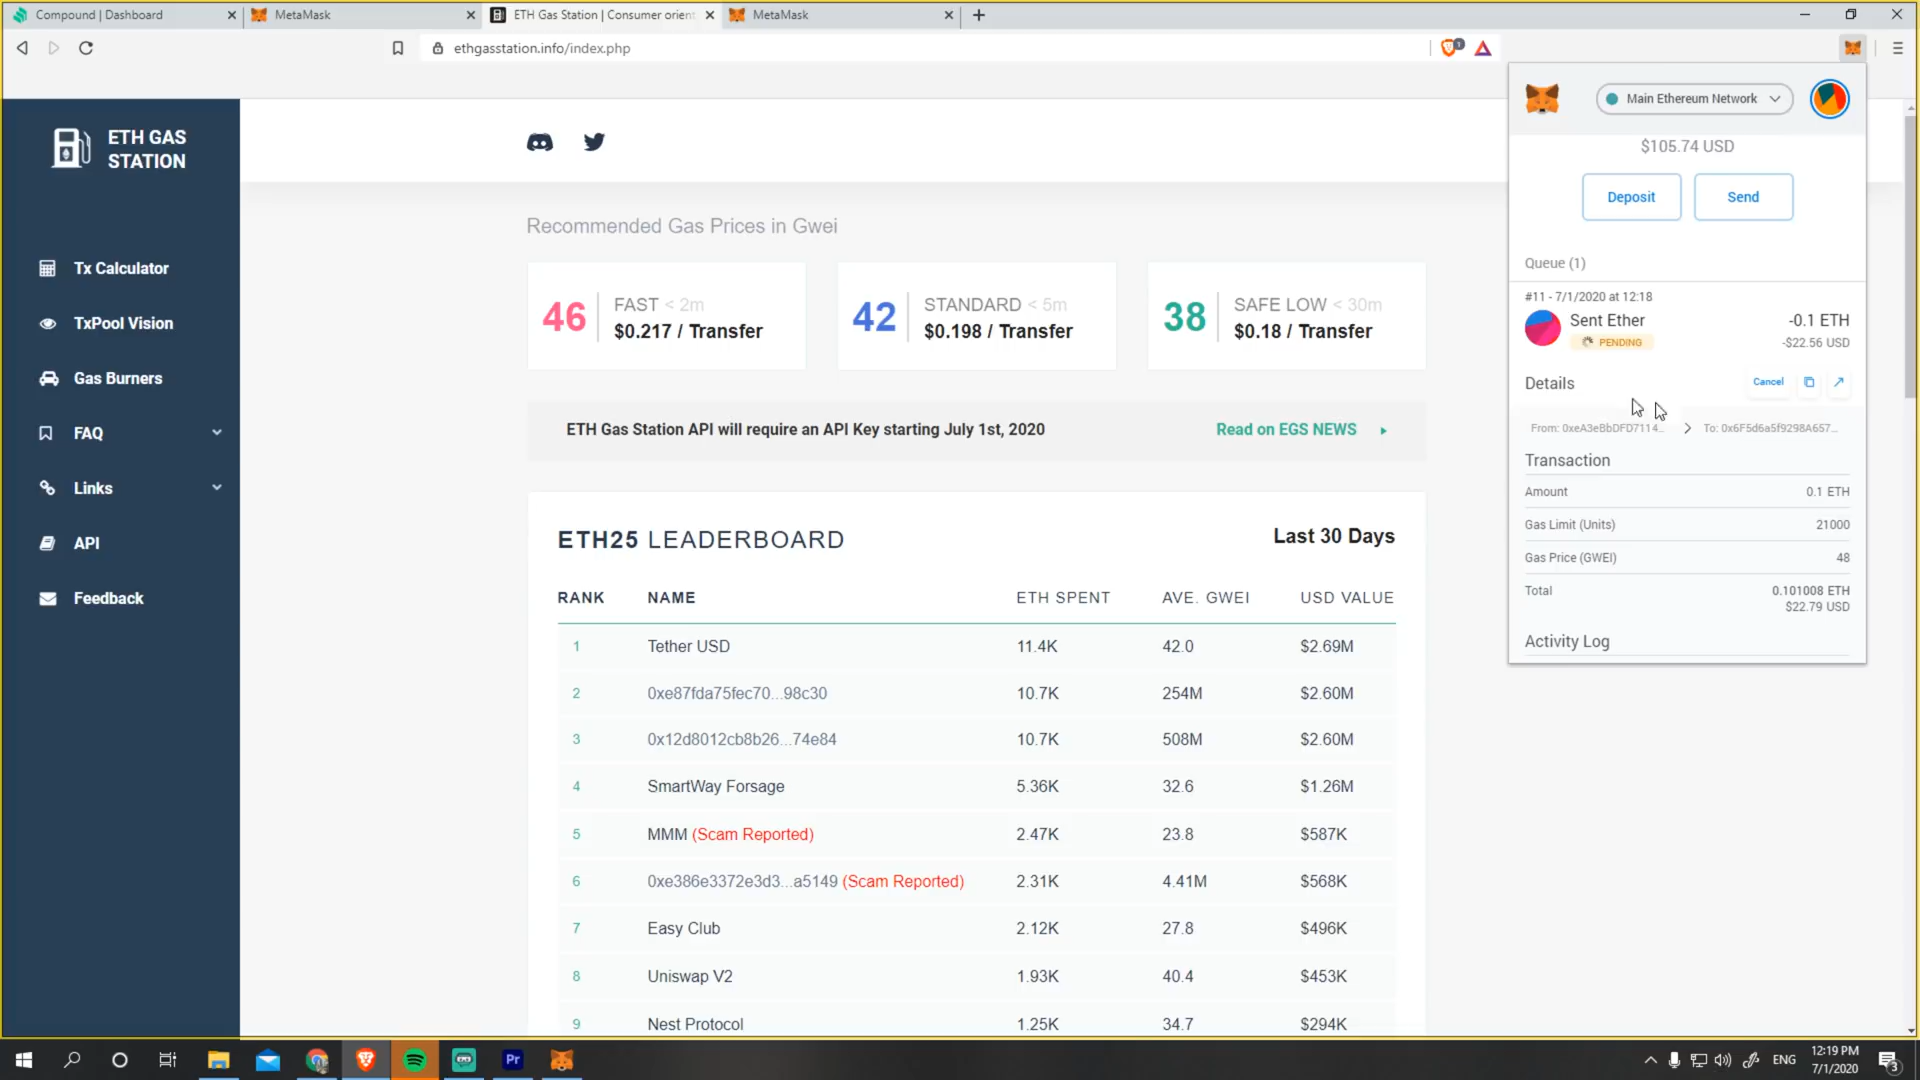 Compound | Dashboard
MetaMask
ETH Gas Station | Consumer orien
MetaMask
ethgasstation.info/index.php
1
ETH GAS
STATION
Tx Calculator
TxPool Vision
Gas Burners
FAQ
Links
API
Feedback
Recommended Gas Prices in Gwei
46
FAST < 2m
$0.217 / Transfer
42
STANDARD < 5m
$0.198 / Transfer
38
SAFE LOW < 30m
$0.18 / Transfer
ETH Gas Station API will require an API Key starting July 1st, 2020
Read on EGS NEWS
ETH25 LEADERBOARD
Last 30 Days
RANK NAME ETH SPENT AVE. GWEI USD VALUE
1 Tether USD 11.4K 42.0 $2.69M
2 0xe87fda75fec70...98c30 10.7K 254M $2.60M
3 0x12d8012cb8b26...74e84 10.7K 508M $2.60M
4 SmartWay Forsage 5.36K 32.6 $1.26M
5 MMM (Scam Reported) 2.47K 23.8 $587K
6 0xe386e3372e3d3...a5149 (Scam Reported) 2.31K 4.41M $568K
7 Easy Club 2.12K 27.8 $496K
8 Uniswap V2 1.93K 40.4 $453K
9 Nest Protocol 1.25K 34.7 $294K
Main Ethereum Network
$105.74 USD
Deposit
Send
Queue (1)
#11 - 7/1/2020 at 12:18
Sent Ether -0.1 ETH
PENDING -$22.56 USD
Details
Cancel
From: 0xeA3eBbDFD7114... To: 0x6F5d6a5f9298A657...
Transaction
Amount 0.1 ETH
Gas Limit (Units) 21000
Gas Price (GWEI) 48
Total 0.101008 ETH
$22.79 USD
Activity Log
Pr
ENG
12:19 PM
7/1/2020
3